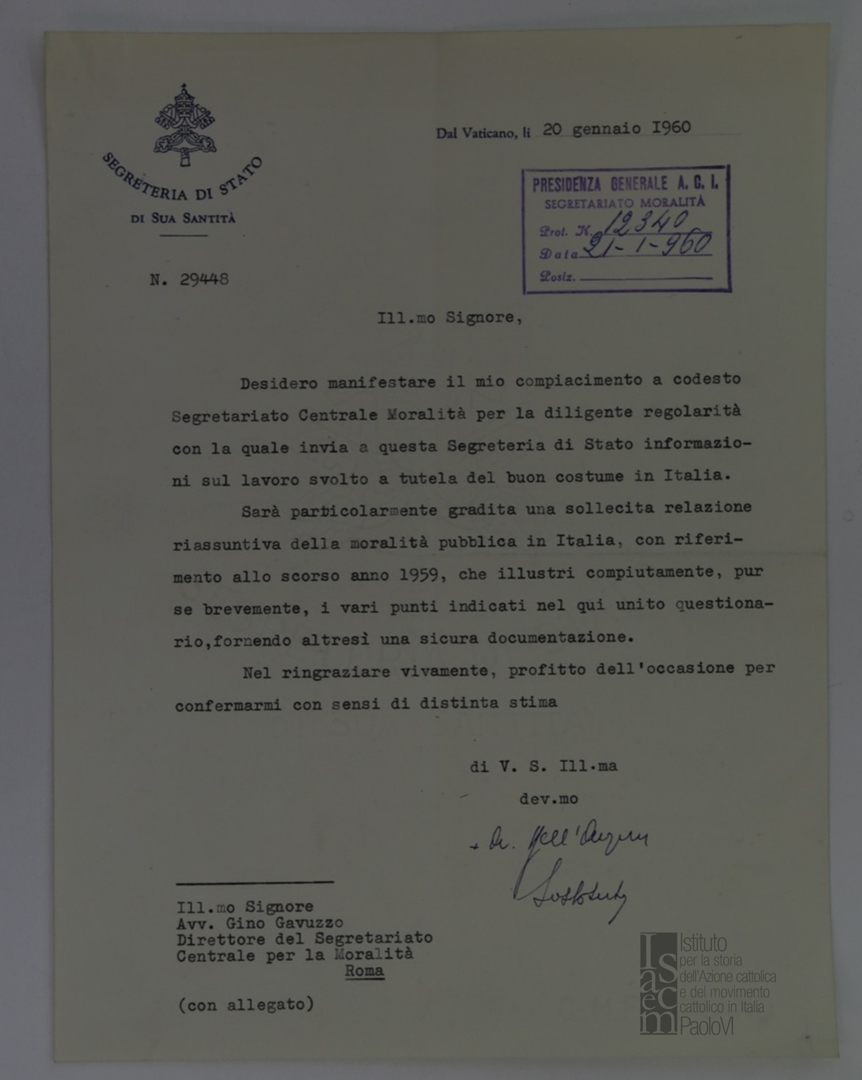 SEGRETERIA DI STATO
DI SUA SANTITÀ
Dal Vaticano, li 20 gennaio I960
PRESIDENZA GENERALE A. C. I.
SEGRETARIATO MORALITÀ
Prot. N. 12340
Data 21-1-960
Posiz.
N. 29448
Ill.mo Signore,
Desidero manifestare il mio compiacimento a codesto
Segretariato Centrale Moralità per la diligente regolarità
con la quale invia a questa Segreteria di Stato informazio-
ni sul lavoro svolto a tutela del buon costume in Italia.
Sarà particolarmente gradita una sollecita relazione
riassuntiva della moralità pubblica in Italia, con riferi-
mento allo scorso anno 1959, che illustri compiutamente, pur
se brevemente, i vari punti indicati nel qui unito questiona-
rio,fornendo altresì una sicura documentazione.
Nel ringraziare vivamente, profitto dell'occasione per
confermarmi con sensi di distinta stima
di V. S. Ill.ma
dev.mo
Dell'Acqua
Sostituto
Ill.mo Signore
Avv. Gino Gavuzzo
Direttore del Segretariato
Centrale per la Moralità
Roma
(con allegato)
Isacem
Istituto
per la storia
dell'Azione cattolica
e del movimento
cattolico in Italia
PaoloVI